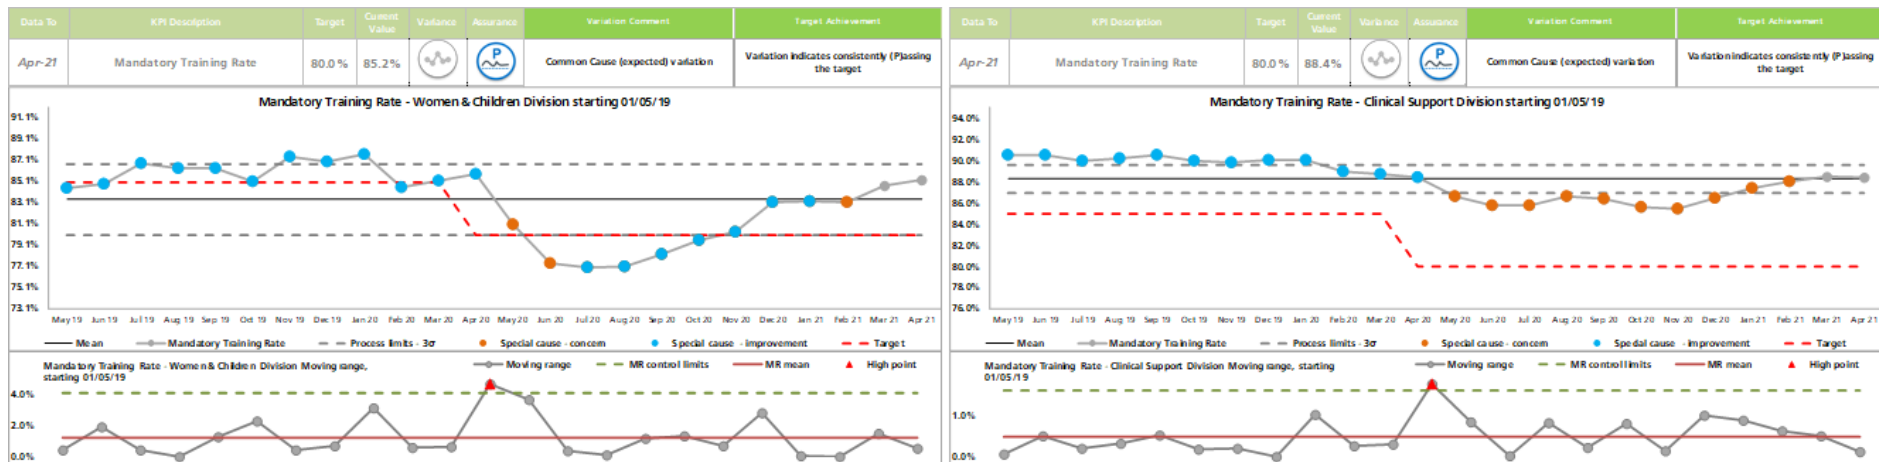 Data To KPI Description Target Current Value Variance Assurance Variation Comment Target Achievement
Apr-21 Mandatory Training Rate 80.0% 85.2% P Common Cause (expected) variation Variation indicates consistently (P)assing the target
Mandatory Training Rate - Women & Children Division starting 01/05/19
91.1%
89.1%
87.1%
85.1%
83.1%
81.1%
79.1%
77.1%
75.1%
73.1%
May 19 Jun 19 Jul 19 Aug 19 Sep 19 Oct 19 Nov 19 Dec 19 Jan 20 Feb 20 Mar 20 Apr 20 May 20 Jun 20 Jul 20 Aug 20 Sep 20 Oct 20 Nov 20 Dec 20 Jan 21 Feb 21 Mar 21 Apr 21
Mean Mandatory Training Rate Process limits - 3σ Special cause - concern Special cause - improvement Target
Mandatory Training Rate - Women & Children Division Moving range,
starting 01/05/19
Moving range MR control limits MR mean High point
4.0%
2.0%
0.0%
Data To KPI Description Target Current Value Variance Assurance Variation Comment Target Achievement
Apr-21 Mandatory Training Rate 80.0% 88.4% P Common Cause (expected) variation Variation indicates consistently (P)assing the target
Mandatory Training Rate - Clinical Support Division starting 01/05/19
94.0%
92.0%
90.0%
88.0%
86.0%
84.0%
82.0%
80.0%
78.0%
76.0%
May 19 Jun 19 Jul 19 Aug 19 Sep 19 Oct 19 Nov 19 Dec 19 Jan 20 Feb 20 Mar 20 Apr 20 May 20 Jun 20 Jul 20 Aug 20 Sep 20 Oct 20 Nov 20 Dec 20 Jan 21 Feb 21 Mar 21 Apr 21
Mean Mandatory Training Rate Process limits - 3σ Special cause - concern Special cause - improvement Target
Mandatory Training Rate - Clinical Support Division Moving range, starting
01/05/19
Moving range MR control limits MR mean High point
1.0%
0.0%